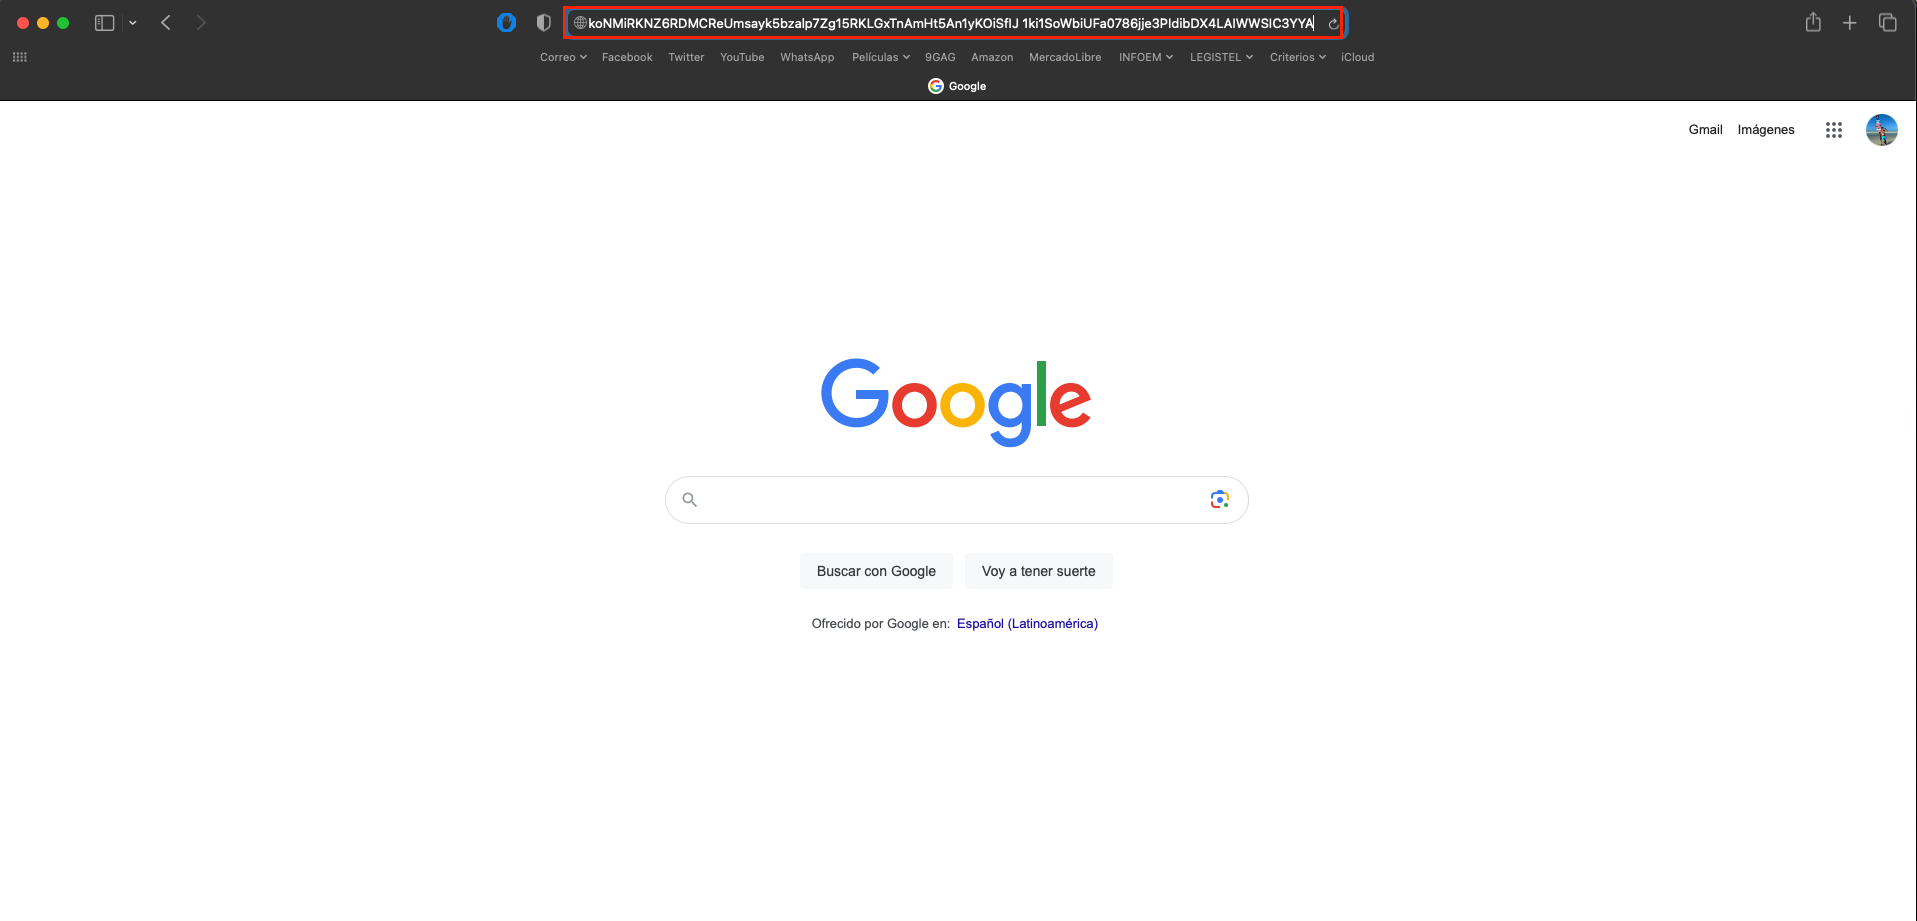 koNMiRKNZ6RDMCReUmsayk5bzalp7Zg15RKLGxTnAmHt5An1yKOiSfIJ 1ki1SoWbiUFa0786jje3PldibDX4LAIWWSIC3YYA
Correo Facebook Twitter YouTube WhatsApp Películas 9GAG Amazon MercadoLibre INFOEM LEGISTEL Criterios iCloud
Google
Gmail Imágenes
Google
Buscar con Google Voy a tener suerte
Ofrecido por Google en: Español (Latinoamérica)